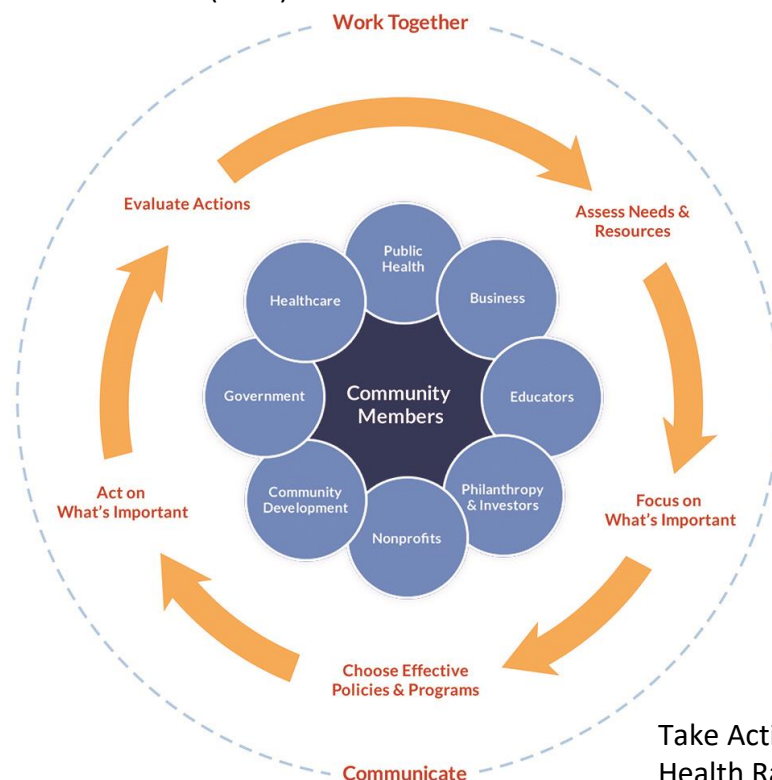 Work Together
Evaluate Actions
Assess Needs &
Resources
Public
Health
Healthcare
Business
Government
Community
Members
Educators
Community
Development
Philanthropy
& Investors
Nonprofits
Act on
What's Important
Focus on
What's Important
Choose Effective
Policies & Programs
Take Acti
Health Ra
Communicate